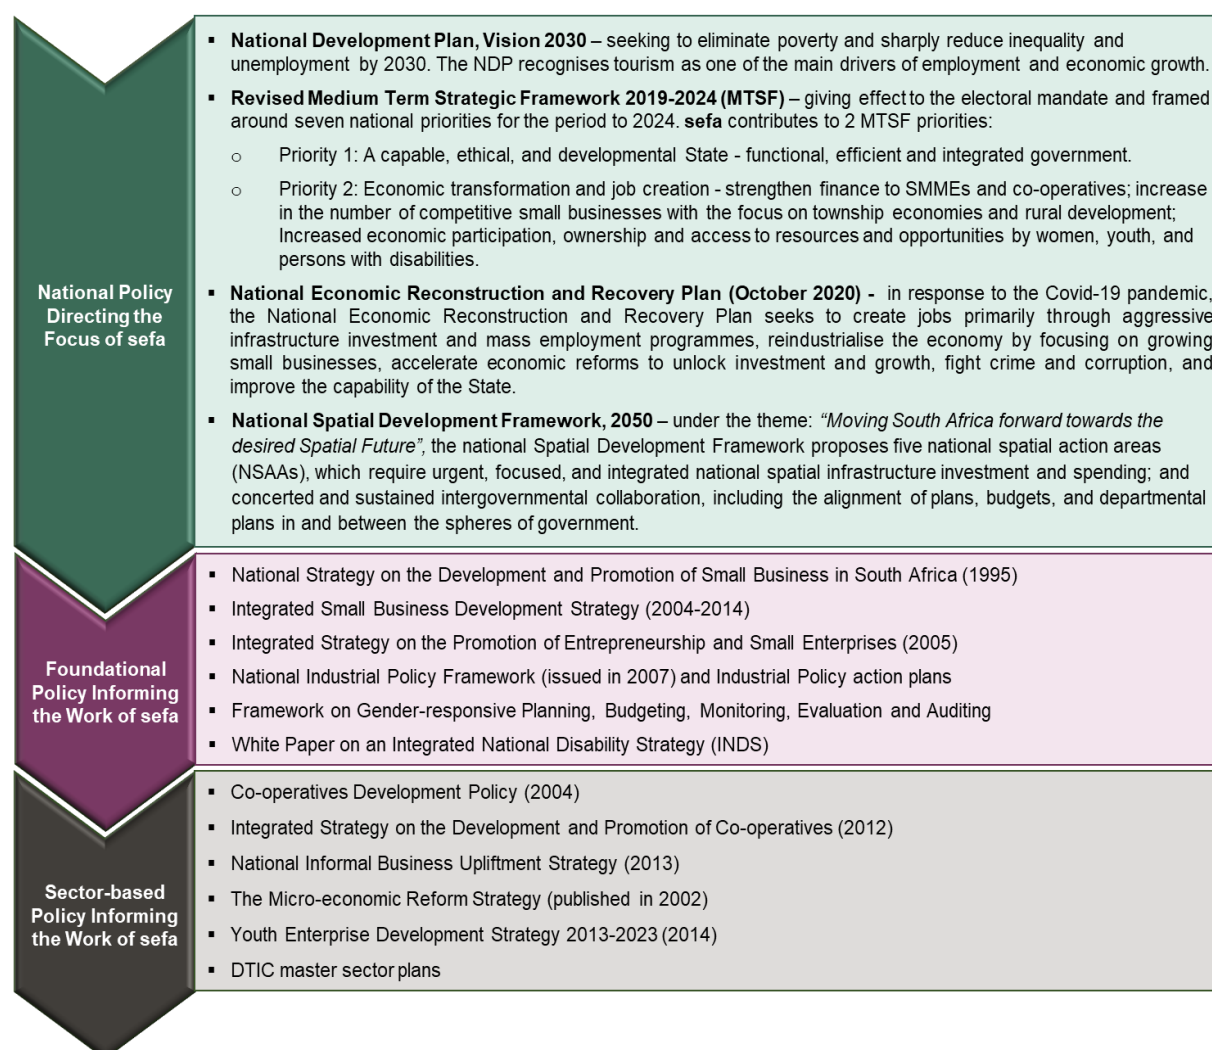 National Policy
Directing the
Focus of sefa
▪ National Development Plan, Vision 2030 – seeking to eliminate poverty and sharply reduce inequality and
unemployment by 2030. The NDP recognises tourism as one of the main drivers of employment and economic growth.
▪ Revised Medium Term Strategic Framework 2019-2024 (MTSF) – giving effect to the electoral mandate and framed
around seven national priorities for the period to 2024. sefa contributes to 2 MTSF priorities:
o Priority 1: A capable, ethical, and developmental State - functional, efficient and integrated government.
o Priority 2: Economic transformation and job creation - strengthen finance to SMMEs and co-operatives; increase
in the number of competitive small businesses with the focus on township economies and rural development;
Increased economic participation, ownership and access to resources and opportunities by women, youth, and
persons with disabilities.
▪ National Economic Reconstruction and Recovery Plan (October 2020) - in response to the Covid-19 pandemic,
the National Economic Reconstruction and Recovery Plan seeks to create jobs primarily through aggressive
infrastructure investment and mass employment programmes, reindustrialise the economy by focusing on growing
small businesses, accelerate economic reforms to unlock investment and growth, fight crime and corruption, and
improve the capability of the State.
▪ National Spatial Development Framework, 2050 – under the theme: “Moving South Africa forward towards the
desired Spatial Future”, the national Spatial Development Framework proposes five national spatial action areas
(NSAAs), which require urgent, focused, and integrated national spatial infrastructure investment and spending; and
concerted and sustained intergovernmental collaboration, including the alignment of plans, budgets, and departmental
plans in and between the spheres of government.
Foundational
Policy Informing
the Work of sefa
▪ National Strategy on the Development and Promotion of Small Business in South Africa (1995)
▪ Integrated Small Business Development Strategy (2004-2014)
▪ Integrated Strategy on the Promotion of Entrepreneurship and Small Enterprises (2005)
▪ National Industrial Policy Framework (issued in 2007) and Industrial Policy action plans
▪ Framework on Gender-responsive Planning, Budgeting, Monitoring, Evaluation and Auditing
▪ White Paper on an Integrated National Disability Strategy (INDS)
Sector-based
Policy Informing
the Work of sefa
▪ Co-operatives Development Policy (2004)
▪ Integrated Strategy on the Development and Promotion of Co-operatives (2012)
▪ National Informal Business Upliftment Strategy (2013)
▪ The Micro-economic Reform Strategy (published in 2002)
▪ Youth Enterprise Development Strategy 2013-2023 (2014)
▪ DTIC master sector plans